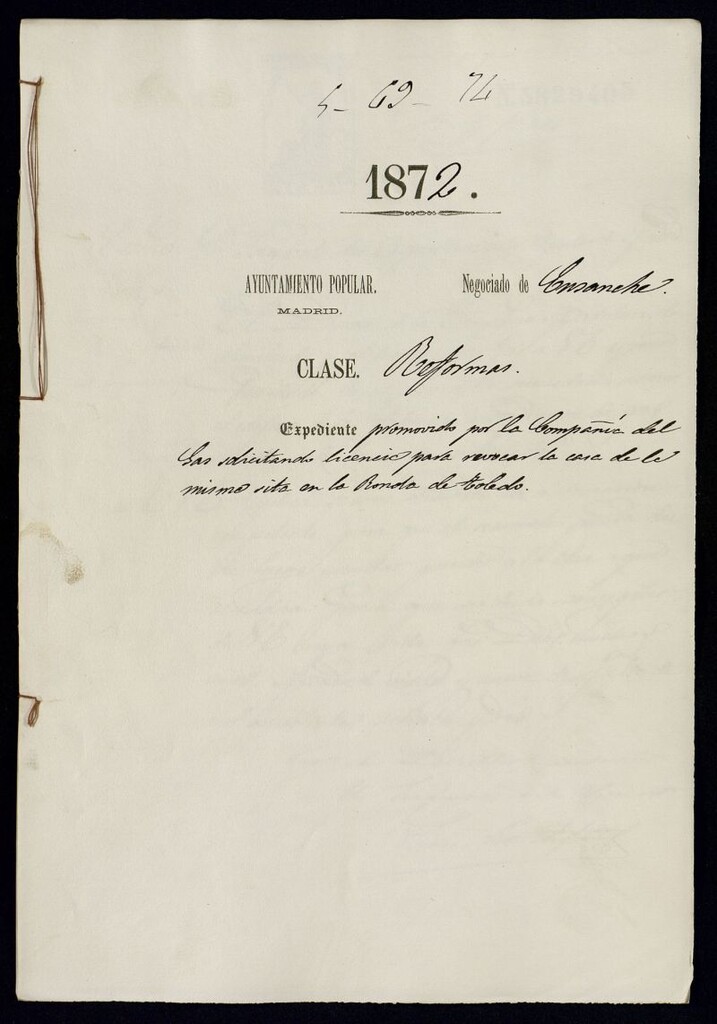 5-69-74
1872.
AYUNTAMIENTO POPULAR. Negociado de Ensanche.
MADRID.
CLASE. Reformas.
Expediente promovido por la Compañia del
Gas solicitando licencia para revocar la casa de la
misma sita en la Ronda de Toledo.